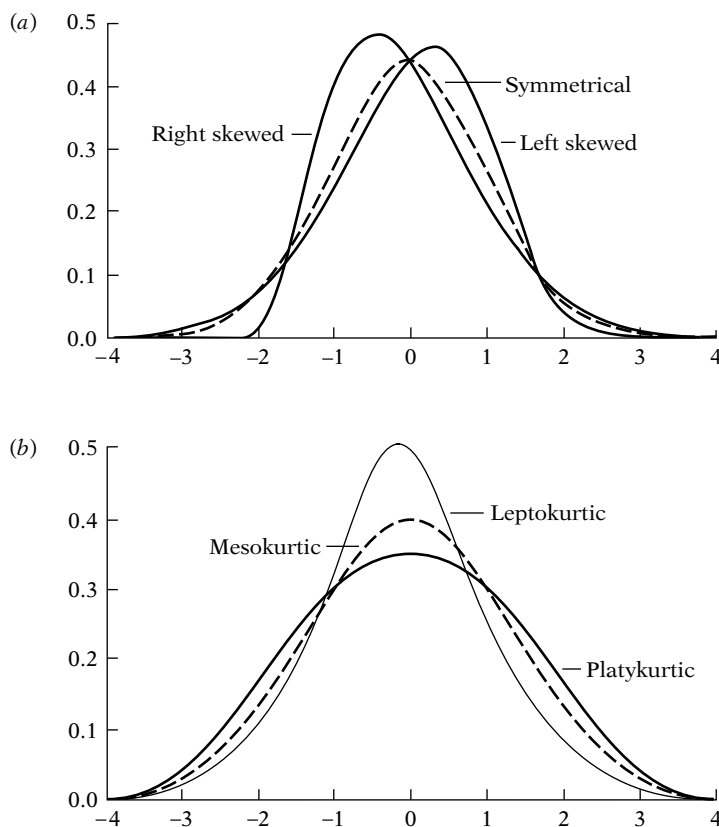 (a)
0.5
0.4
0.3
0.2
0.1
0.0
Symmetrical
Right skewed
Left skewed
–4 –3 –2 –1 0 1 2 3 4
(b)
0.5
0.4
0.3
0.2
0.1
0.0
Leptokurtic
Mesokurtic
Platykurtic
–4 –3 –2 –1 0 1 2 3 4